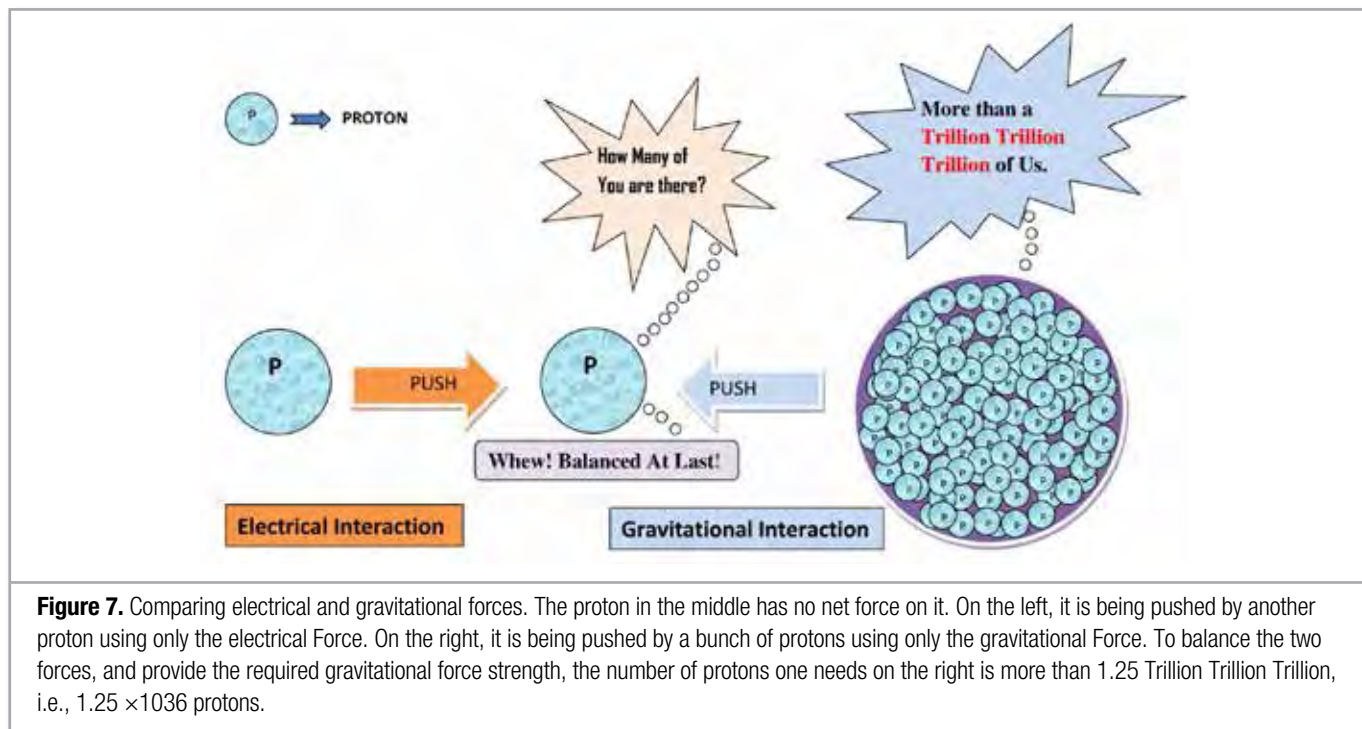 P
PROTON
How Many of
You are there?
More than a
Trillion Trillion
Trillion of Us.
P
PUSH
P
PUSH
Whew! Balanced At Last!
Electrical Interaction
Gravitational Interaction
Figure 7. Comparing electrical and gravitational forces. The proton in the middle has no net force on it. On the left, it is being pushed by another
proton using only the electrical Force. On the right, it is being pushed by a bunch of protons using only the gravitational Force. To balance the two
forces, and provide the required gravitational force strength, the number of protons one needs on the right is more than 1.25 Trillion Trillion Trillion,
i.e., 1.25 ×1036 protons.